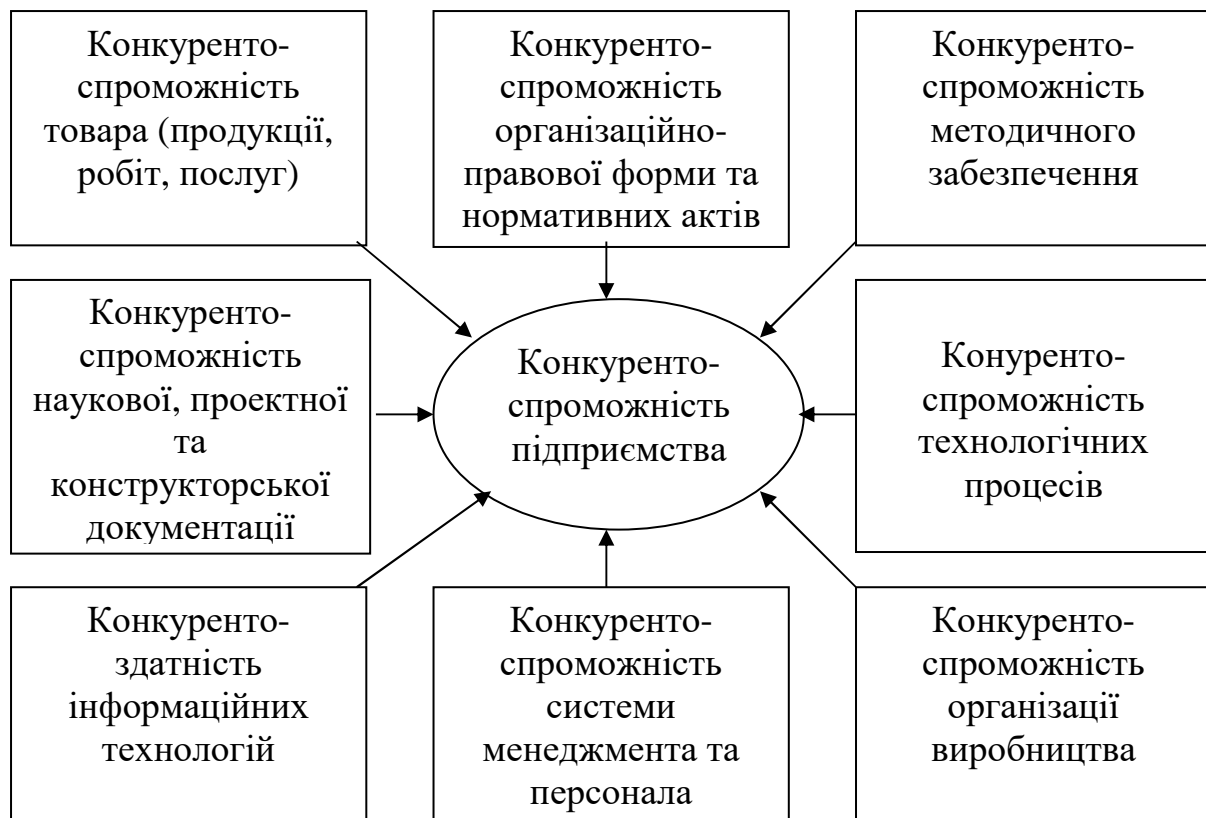 Конкуренто-
спроможність
товара (продукції,
робіт, послуг)
Конкуренто-
спроможність
організаційно-
правової форми та
нормативних актів
Конкуренто-
спроможність
методичного
забезпечення
Конкуренто-
спроможність
наукової, проектної
та
конструкторської
документації
Конкуренто-
спроможність
підприємства
Конуренто-
спроможність
технологічних
процесів
Конкуренто-
здатність
інформаційних
технологій
Конкуренто-
спроможність
системи
менеджмента та
персонала
Конкуренто-
спроможність
організації
виробництва